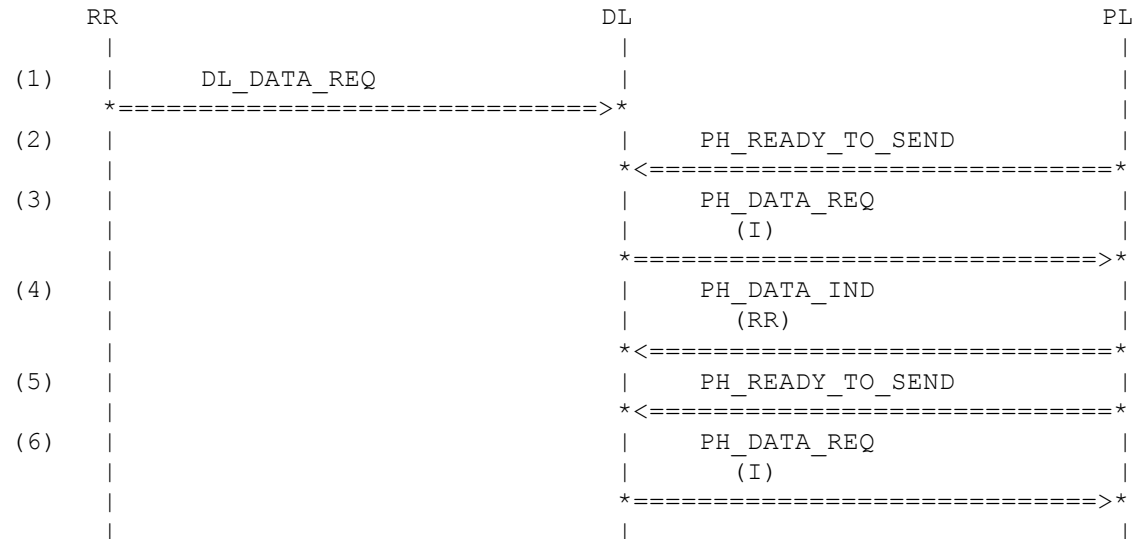 RR DL PL
| | |
(1) | DL_DATA_REQ | |
*==============================>* |
(2) | | PH_READY_TO_SEND |
| *<=============================*
(3) | | PH_DATA_REQ |
| | (I) |
| *=============================>*
(4) | | PH_DATA_IND |
| | (RR) |
| *<=============================*
(5) | | PH_READY_TO_SEND |
| *<=============================*
(6) | | PH_DATA_REQ |
| | (I) |
| *=============================>*
| | |